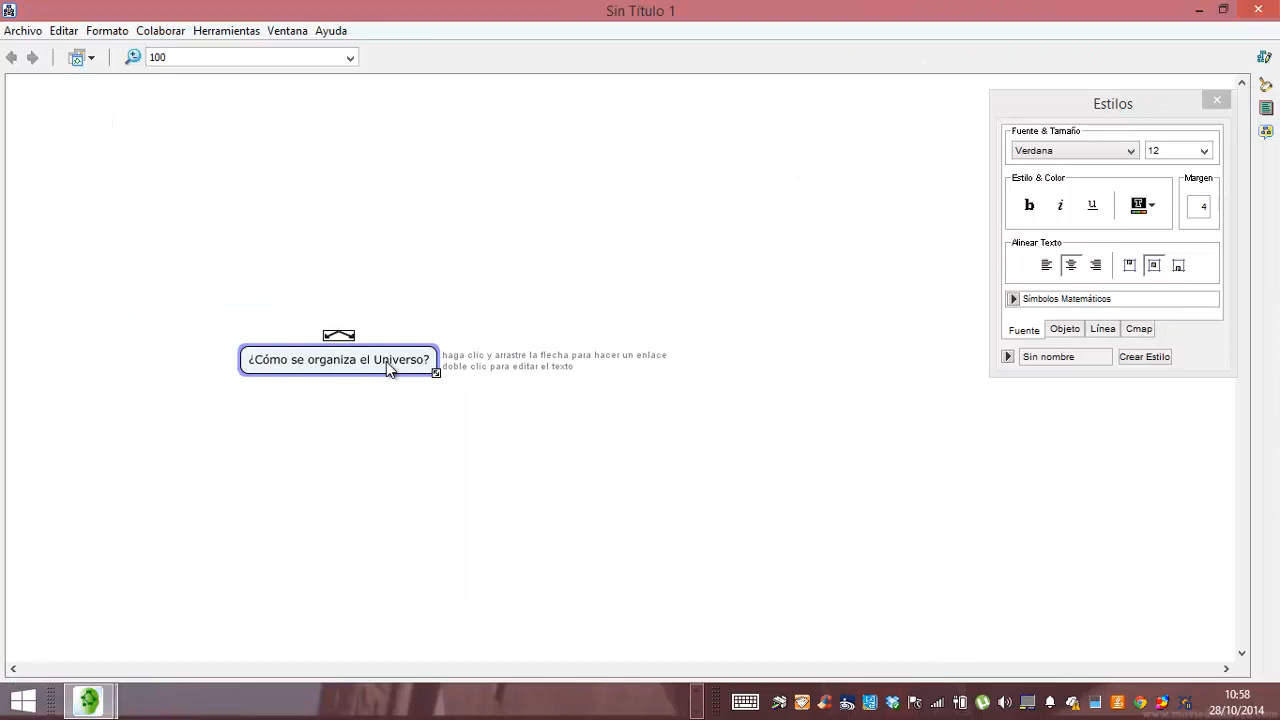 Sin Título 1
Archivo Editar Formato Colaborar Herramientas Ventana Ayuda
100
Estilos
Fuente & Tamaño
Verdana 12
Estilo & Color Margen
b i u T 4
Alinear Texto
Símbolos Matemáticos
Fuente Objeto Línea Cmap
Sin nombre Crear Estilo
¿Cómo se organiza el Universo?
haga clic y arrastre la flecha para hacer un enlace
doble clic para editar el texto
10:58
28/10/2014